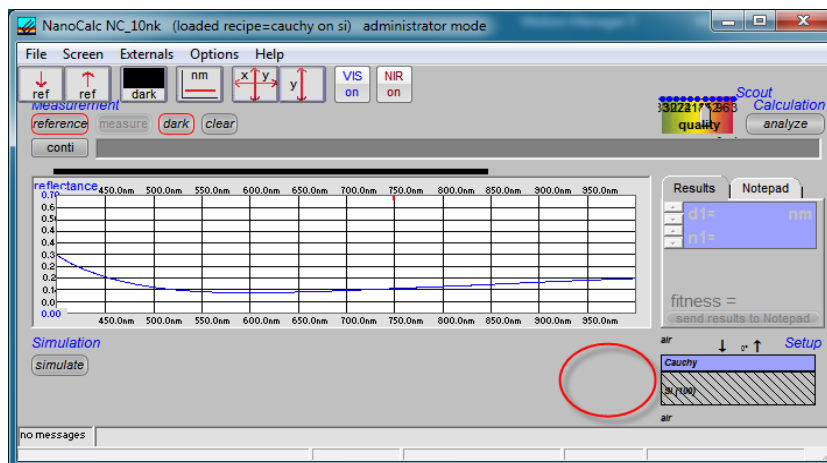 NanoCalc NC_10nk (loaded recipe=cauchy on si) administrator mode
File Screen Externals Options Help
ref ref dark nm x y y VIS on NIR on
Measurement
reference measure dark clear
Scout
Calculation
quality analyze
conti
reflectance 450.0nm 500.0nm 550.0nm 600.0nm 650.0nm 700.0nm 750.0nm 800.0nm 850.0nm 900.0nm 950.0nm
0.70
0.6
0.5
0.4
0.4
0.3
0.2
0.2
0.1
0.0
0.00
450.0nm 500.0nm 550.0nm 600.0nm 650.0nm 700.0nm 750.0nm 800.0nm 850.0nm 900.0nm 950.0nm
Results Notepad
d1= nm
n1=
fitness =
send results to Notepad
Simulation
simulate
air 0° Setup
Cauchy
Si (100)
air
no messages